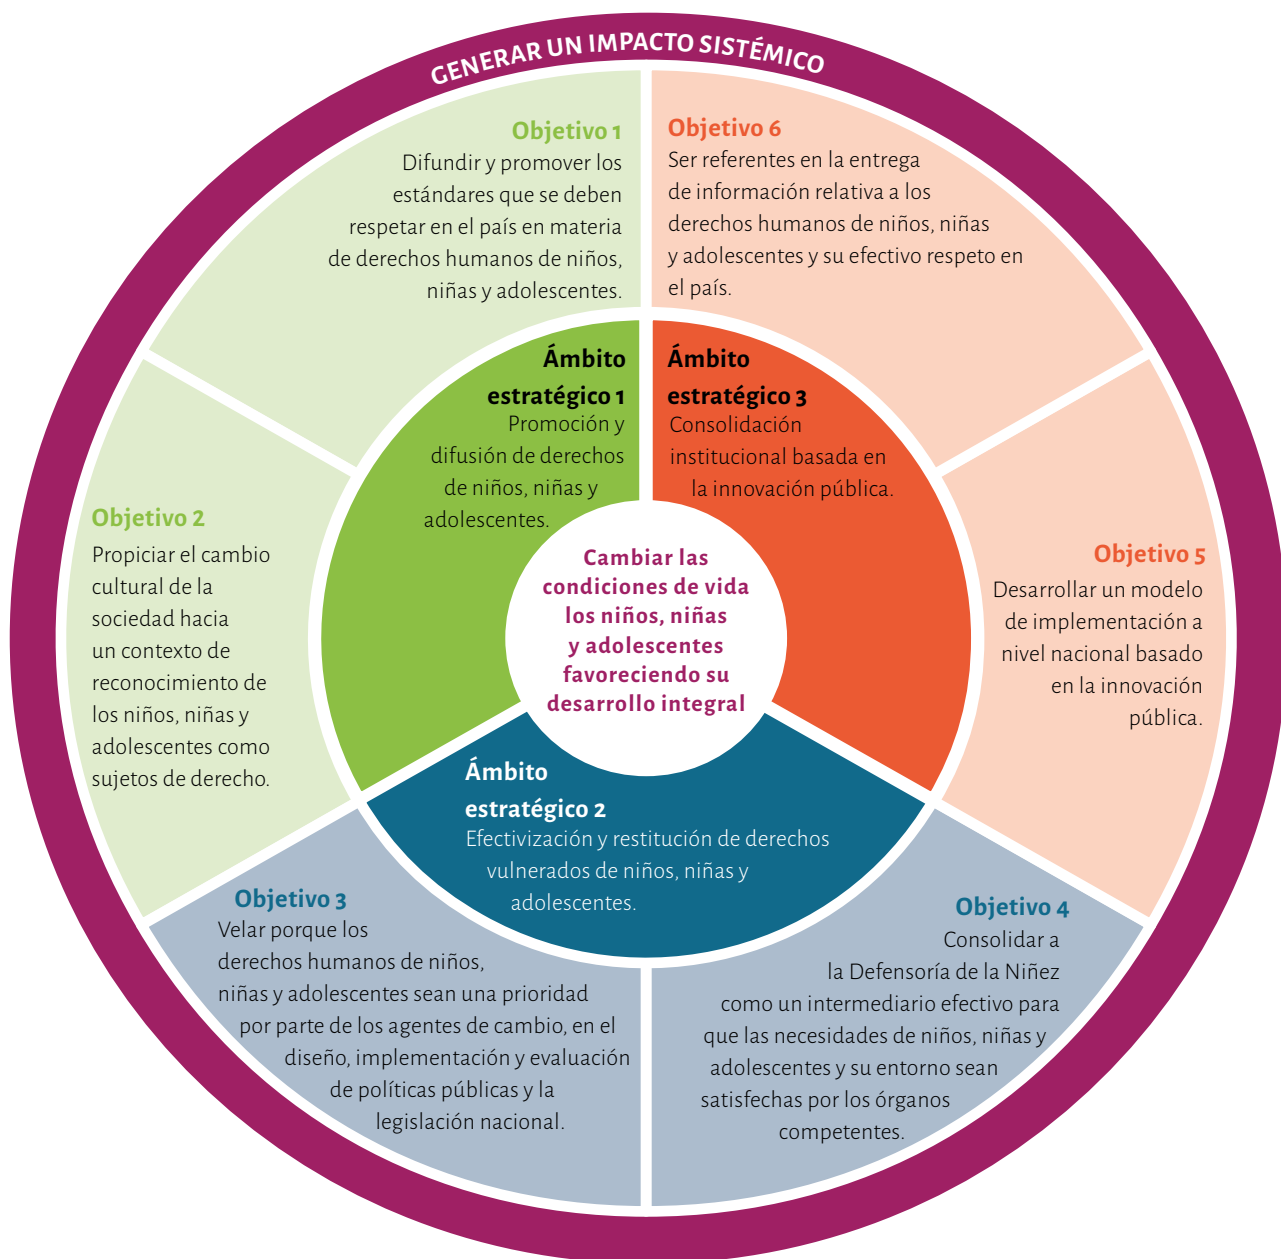 GENERAR UN IMPACTO SISTÉMICO
Objetivo 1
Difundir y promover los
estándares que se deben
respetar en el país en materia
de derechos humanos de niños,
niñas y adolescentes.
Objetivo 6
Ser referentes en la entrega
de información relativa a los
derechos humanos de niños, niñas
y adolescentes y su efectivo respeto en
el país.
Ámbito
estratégico 1
Promoción y
difusión de derechos
de niños, niñas y
adolescentes.
Ámbito
estratégico 3
Consolidación
institucional basada en
la innovación pública.
Objetivo 2
Propiciar el cambio
cultural de la
sociedad hacia
un contexto de
reconocimiento de
los niños, niñas y
adolescentes como
sujetos de derecho.
Cambiar las
condiciones de vida
los niños, niñas
y adolescentes
favoreciendo su
desarrollo integral
Objetivo 5
Desarrollar un modelo
de implementación a
nivel nacional basado
en la innovación
pública.
Ámbito
estratégico 2
Efectivización y restitución de derechos
vulnerados de niños, niñas y
adolescentes.
Objetivo 3
Velar porque los
derechos humanos de niños,
niñas y adolescentes sean una prioridad
por parte de los agentes de cambio, en el
diseño, implementación y evaluación
de políticas públicas y la
legislación nacional.
Objetivo 4
Consolidar a
la Defensoría de la Niñez
como un intermediario efectivo para
que las necesidades de niños, niñas y
adolescentes y su entorno sean
satisfechas por los órganos
competentes.